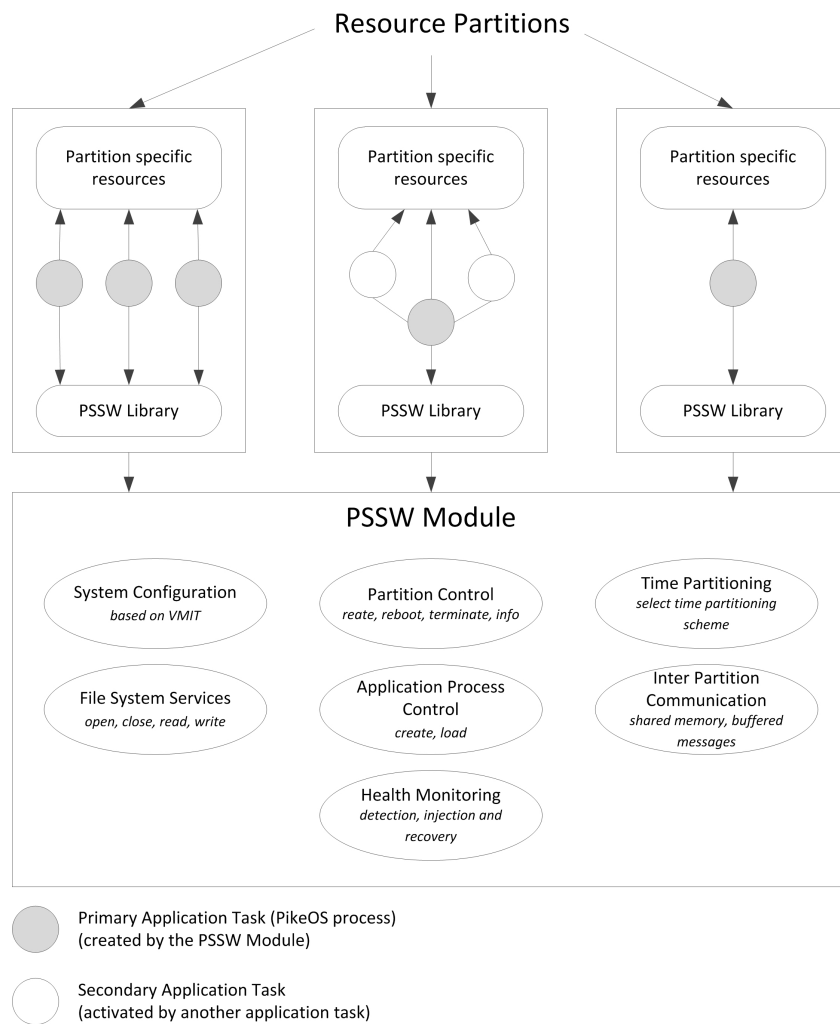 Resource Partitions
Partition specific
resources
Partition specific
resources
Partition specific
resources
PSSW Library
PSSW Library
PSSW Library
PSSW Module
System Configuration
based on VMIT
Partition Control
reate, reboot, terminate, info
Time Partitioning
select time partitioning
scheme
File System Services
open, close, read, write
Application Process
Control
create, load
Inter Partition
Communication
shared memory, buffered
messages
Health Monitoring
detection, injection and
recovery
Primary Application Task (PikeOS process)
(created by the PSSW Module)
Secondary Application Task
(activated by another application task)